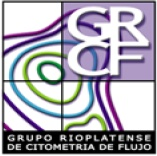 GR
CF
GRUPO RIOPLATENSE
DE CITOMETRIA DE FLUJO